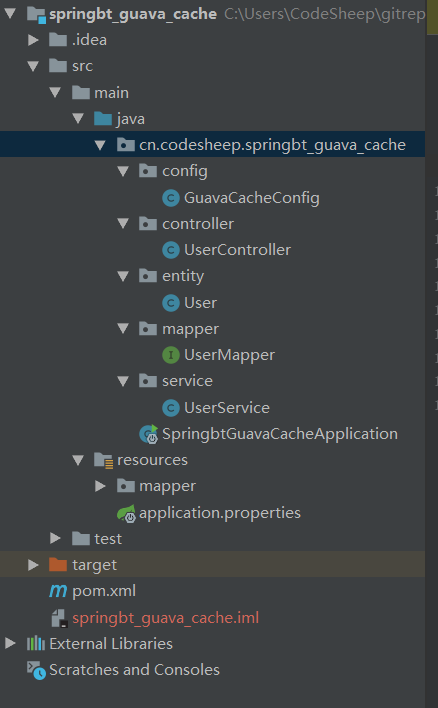 springbt_guava_cache C:\Users\CodeSheep\gitrep
.idea
src
main
java
cn.codesheep.springbt_guava_cache
config
C GuavaCacheConfig
controller
C UserController
entity
C User
mapper
I UserMapper
service
C UserService
SpringbtGuavaCacheApplication
resources
mapper
application.properties
test
target
m pom.xml
springbt_guava_cache.iml
External Libraries
Scratches and Consoles